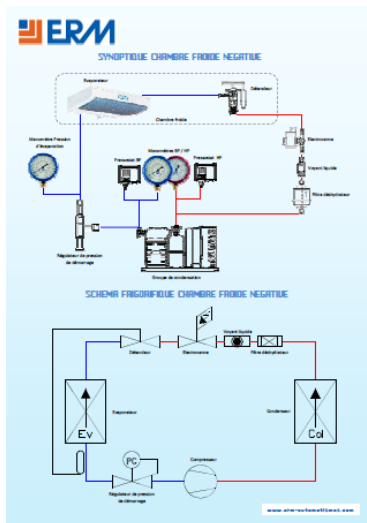 ERM
SYNOPTIQUE CHAMBRE FROIDE NEGATIVE
Evaporateur
Détendeur
Chambre froide
Manomètre Pression
d'évaporation
Manomètres BP / HP
Pressostat BP
Pressostat HP
Electrovanne
Voyant liquide
Filtre déshydrateur
Régulateur de pression
de démarrage
Groupe de condensation
SCHEMA FRIGORIFIQUE CHAMBRE FROIDE NEGATIVE
Détendeur
Electrovanne
Voyant liquide
Filtre déshydrateur
Evaporateur
Ev
Condenseur
Cd
PC
Compresseur
Régulateur de pression
de démarrage
www.erm-automatismes.com